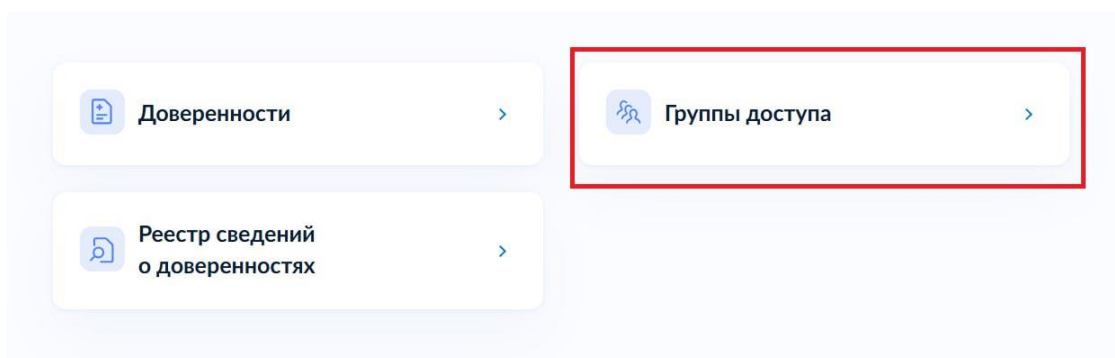 Доверенности
Группы доступа
Реестр сведений
о доверенностях